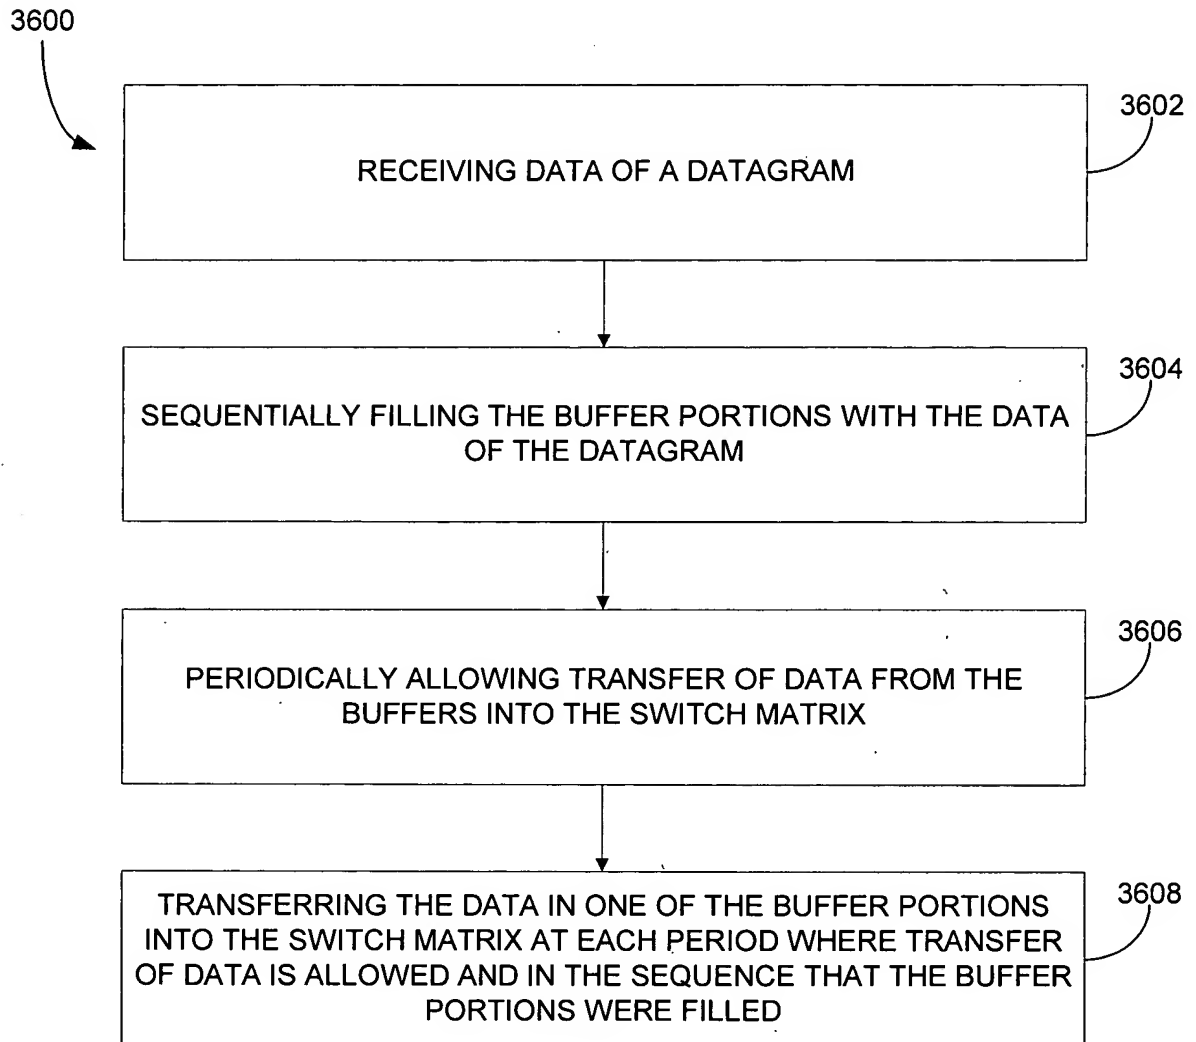 3600
3602
RECEIVING DATA OF A DATAGRAM
3604
SEQUENTIALLY FILLING THE BUFFER PORTIONS WITH THE DATA
OF THE DATAGRAM
3606
PERIODICALLY ALLOWING TRANSFER OF DATA FROM THE
BUFFERS INTO THE SWITCH MATRIX
3608
TRANSFERRING THE DATA IN ONE OF THE BUFFER PORTIONS
INTO THE SWITCH MATRIX AT EACH PERIOD WHERE TRANSFER
OF DATA IS ALLOWED AND IN THE SEQUENCE THAT THE BUFFER
PORTIONS WERE FILLED